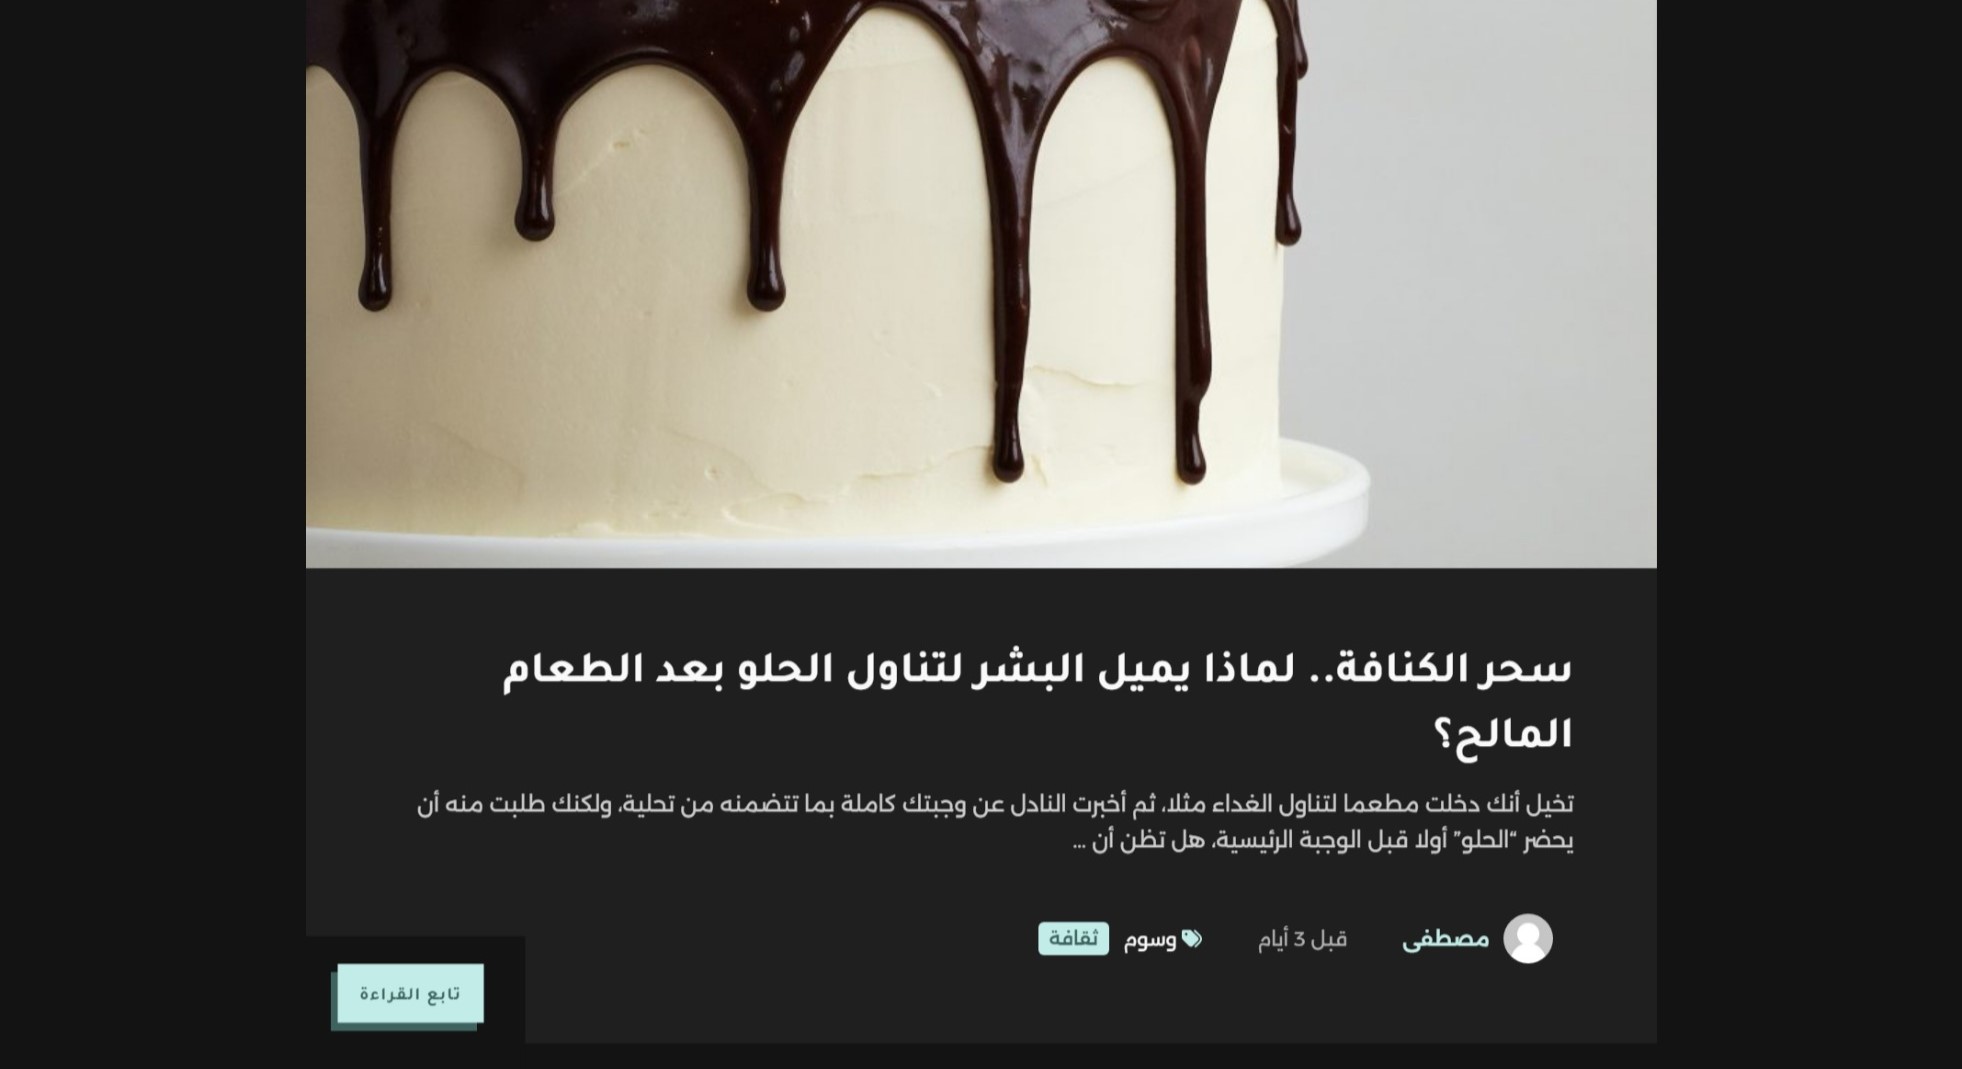 سحر الكنافة.. لماذا يميل البشر لتناول الحلو بعد الطعام
المالح؟
تخيل أنك دخلت مطعما لتناول الغداء مثلا، ثم أخبرت النادل عن وجبتك كاملة بما تتضمنه من تحلية، ولكنك طلبت منه أن
يحضر “الحلو” أولا قبل الوجبة الرئيسية، هل تظن أن ...
مصطفى قبل 3 أيام وسوم ثقافة
تابع القراءة